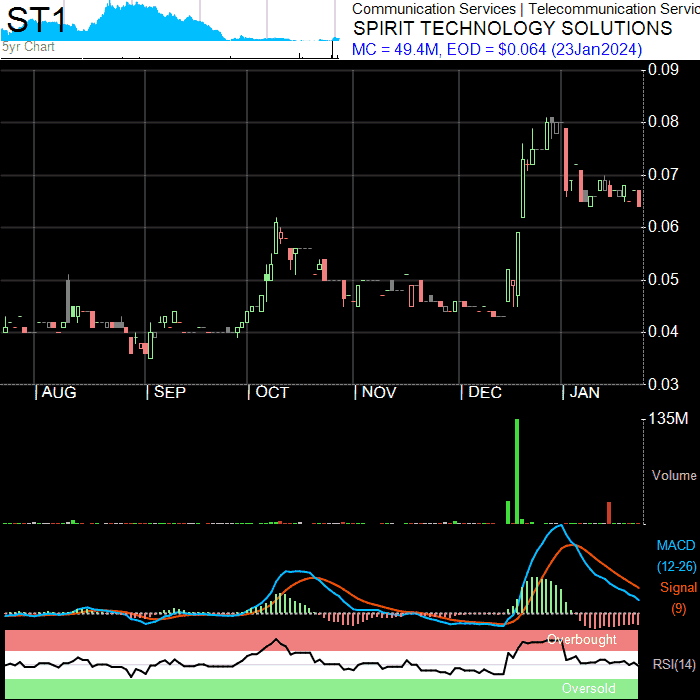 ST1
5yr Chart
Communication Services | Telecommunication Servic
SPIRIT TECHNOLOGY SOLUTIONS
MC = 49.4M, EOD = $0.064 (23Jan2024)
0.09
0.08
0.07
0.06
0.05
0.04
0.03
| AUG | SEP | OCT | NOV | DEC | JAN
135M
Volume
MACD
(12-26)
Signal
(9)
Overbought
RSI(14)
Oversold